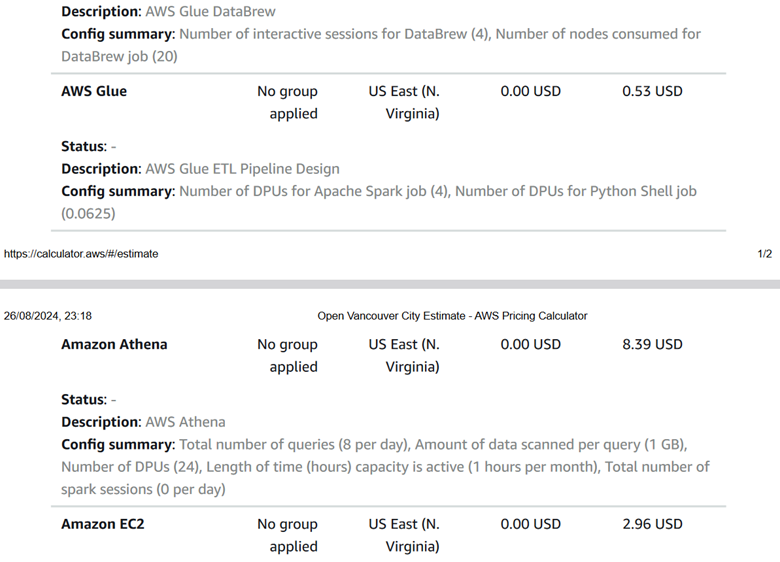 Description: AWS Glue DataBrew
Config summary: Number of interactive sessions for DataBrew (4), Number of nodes consumed for
DataBrew job (20)
AWS Glue No group applied US East (N. Virginia) 0.00 USD 0.53 USD
Status: -
Description: AWS Glue ETL Pipeline Design
Config summary: Number of DPUs for Apache Spark job (4), Number of DPUs for Python Shell job
(0.0625)
https://calculator.aws/#/estimate 1/2
26/08/2024, 23:18 Open Vancouver City Estimate - AWS Pricing Calculator
Amazon Athena No group applied US East (N. Virginia) 0.00 USD 8.39 USD
Status: -
Description: AWS Athena
Config summary: Total number of queries (8 per day), Amount of data scanned per query (1 GB),
Number of DPUs (24), Length of time (hours) capacity is active (1 hours per month), Total number of
spark sessions (0 per day)
Amazon EC2 No group applied US East (N. Virginia) 0.00 USD 2.96 USD